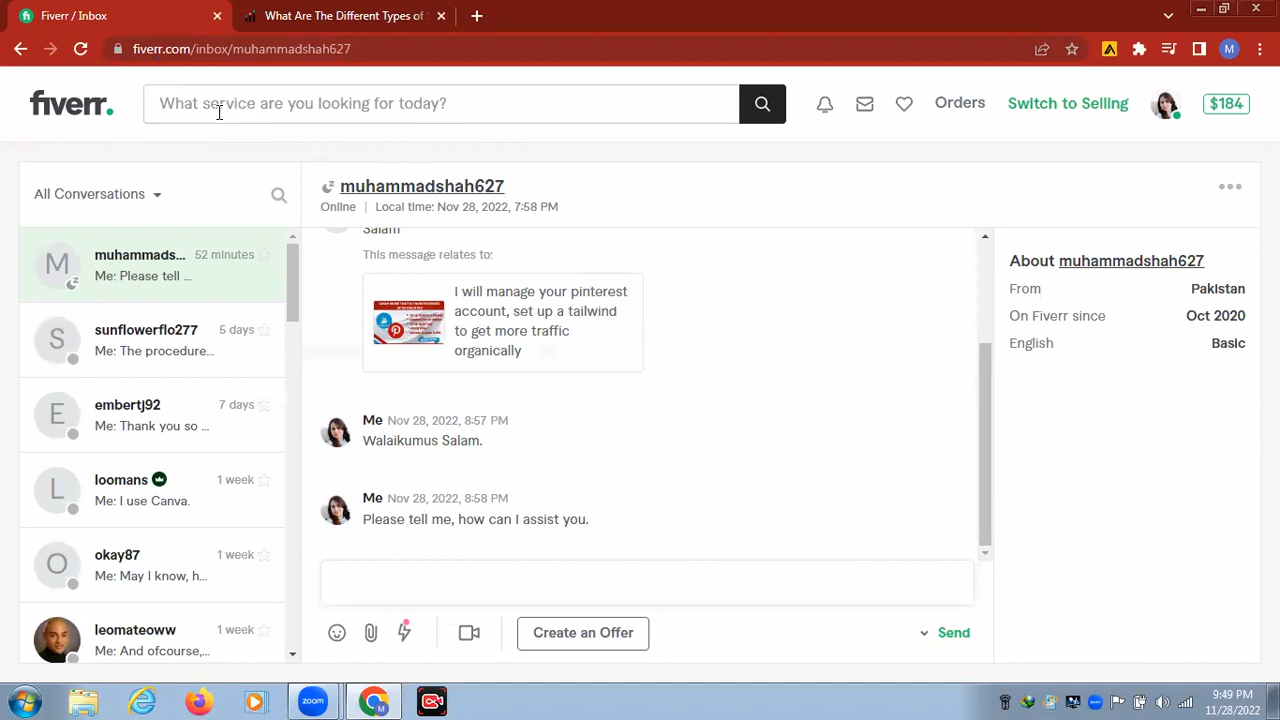 Fiverr / Inbox
What Are The Different Types of
fiverr.com/inbox/muhammadshah627
M
fiverr.
What service are you looking for today?
Orders
Switch to Selling
$184
All Conversations
muhammadshah627
Online | Local time: Nov 28, 2022, 7:58 PM
M
muhammads...
52 minutes
Me: Please tell ...
S
sunflowerflo277
5 days
Me: The procedure...
E
embertj92
7 days
Me: Thank you so ...
L
loomans
1 week
Me: I use Canva.
O
okay87
1 week
Me: May I know, h...
leomateoww
1 week
Me: And ofcourse,...
Salam
This message relates to:
I will manage your pinterest
account, set up a tailwind
to get more traffic
organically
Me Nov 28, 2022, 8:57 PM
Walaikumus Salam.
Me Nov 28, 2022, 8:58 PM
Please tell me, how can I assist you.
Create an Offer
Send
About muhammadshah627
From Pakistan
On Fiverr since Oct 2020
English Basic
zoom
M
9:49 PM
11/28/2022